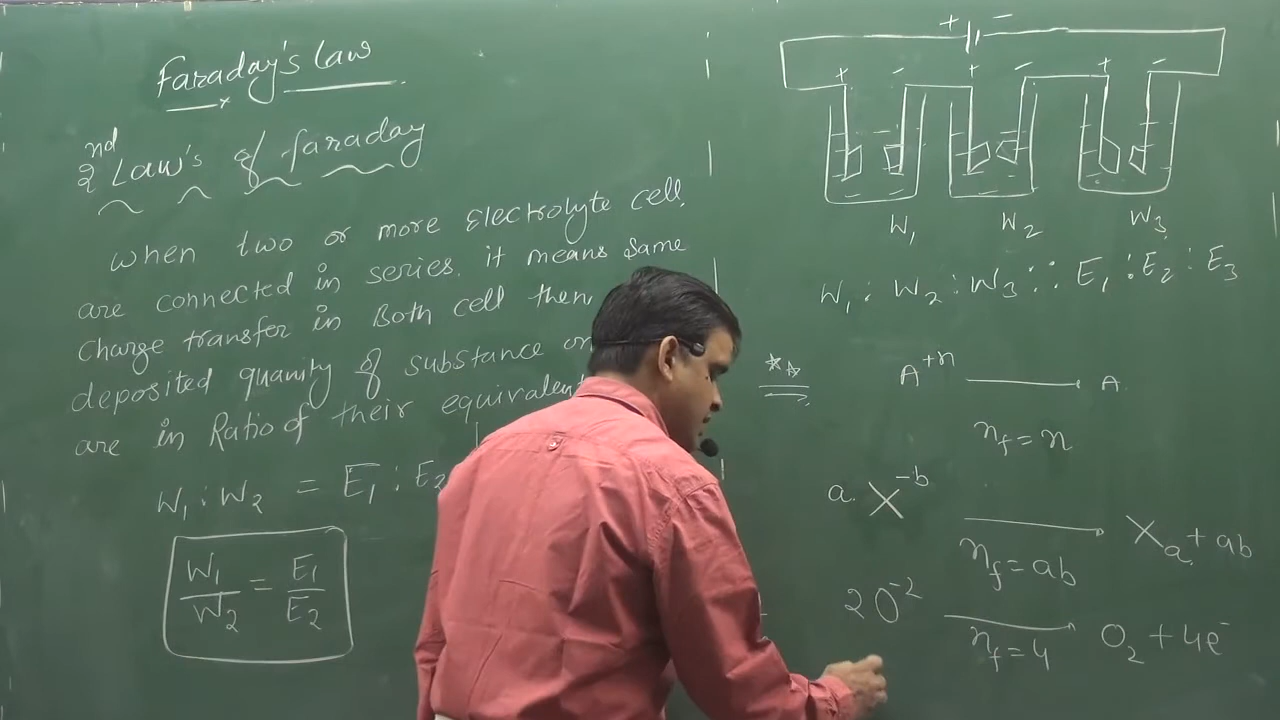 Faraday's Law
2nd Law's of faraday
When two or more Electrolyte cell.
are connected in series. it means same
charge transfer in Both cell then
deposited quanity of substance or
are in Ratio of their equivalent
W₁ : W₂ = E₁ : E₂
W₁/W₂ = E₁/E₂
+ −
+ − + − + −
W₁ W₂ W₃
W₁ : W₂ : W₃ :: E₁ : E₂ : E₃
A⁺ⁿ → A
n_f = n
a. X⁻ᵇ → Xₐ + ab
n_f = ab
2O⁻² → O₂ + 4e⁻
n_f = 4